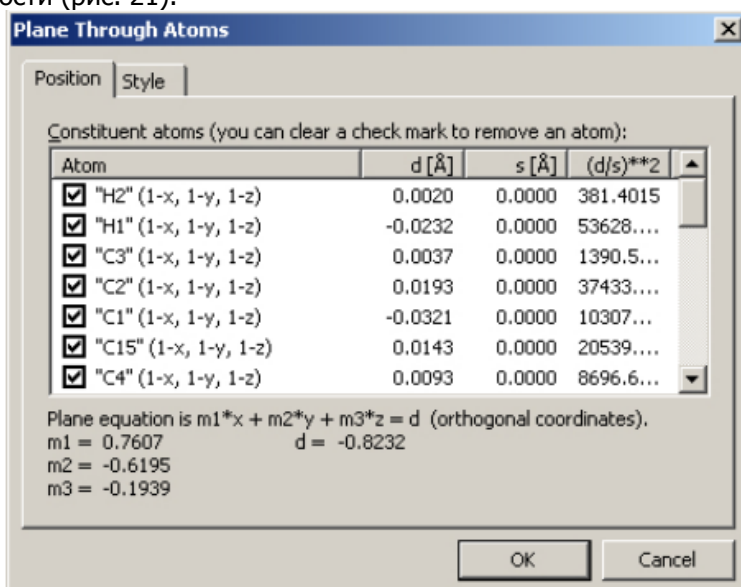 (рис. 21).
Plane Through Atoms
Position Style
Constituent atoms (you can clear a check mark to remove an atom):
Atom d [Å] s [Å] (d/s)**2
"H2" (1-x, 1-y, 1-z) 0.0020 0.0000 381.4015
"H1" (1-x, 1-y, 1-z) -0.0232 0.0000 53628....
"C3" (1-x, 1-y, 1-z) 0.0037 0.0000 1390.5...
"C2" (1-x, 1-y, 1-z) 0.0193 0.0000 37433....
"C1" (1-x, 1-y, 1-z) -0.0321 0.0000 10307...
"C15" (1-x, 1-y, 1-z) 0.0143 0.0000 20539....
"C4" (1-x, 1-y, 1-z) 0.0093 0.0000 8696.6...
Plane equation is m1*x + m2*y + m3*z = d (orthogonal coordinates).
m1 = 0.7607 d = -0.8232
m2 = -0.6195
m3 = -0.1939
OK Cancel